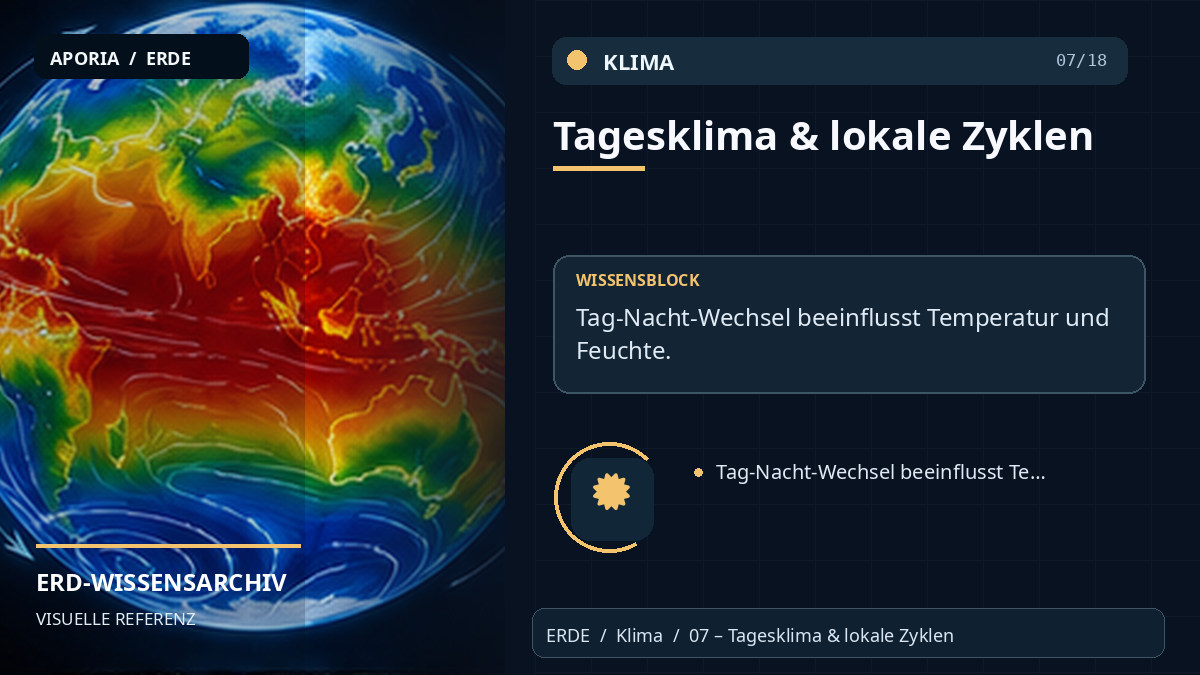 APORIA / ERDE
ERD-WISSENSARCHIV
VISUELLE REFERENZ
KLIMA
07/18
Tagesklima & lokale Zyklen
WISSENSBLOCK
Tag-Nacht-Wechsel beeinflusst Temperatur und
Feuchte.
Tag-Nacht-Wechsel beeinflusst Te...
ERDE / Klima / 07 – Tagesklima & lokale Zyklen